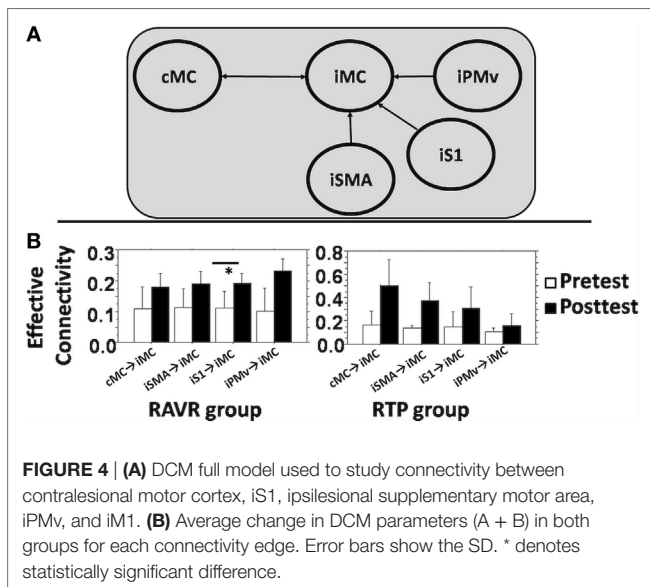 A
cMC
iMC
iPMv
iS1
iSMA
B
Effective
Connectivity
0.3
0.2
0.1
0.0
*
cMC→iMC
iSMA→iMC
iS1→iMC
iPMv→iMC
RAVR group
0.8
0.6
0.4
0.2
0.0
cMC→iMC
iSMA→iMC
iS1→iMC
iPMv→iMC
RTP group
Pretest
Posttest
FIGURE 4 | (A) DCM full model used to study connectivity between
contralesional motor cortex, iS1, ipsilesional supplementary motor area,
iPMv, and iM1. (B) Average change in DCM parameters (A + B) in both
groups for each connectivity edge. Error bars show the SD. * denotes
statistically significant difference.